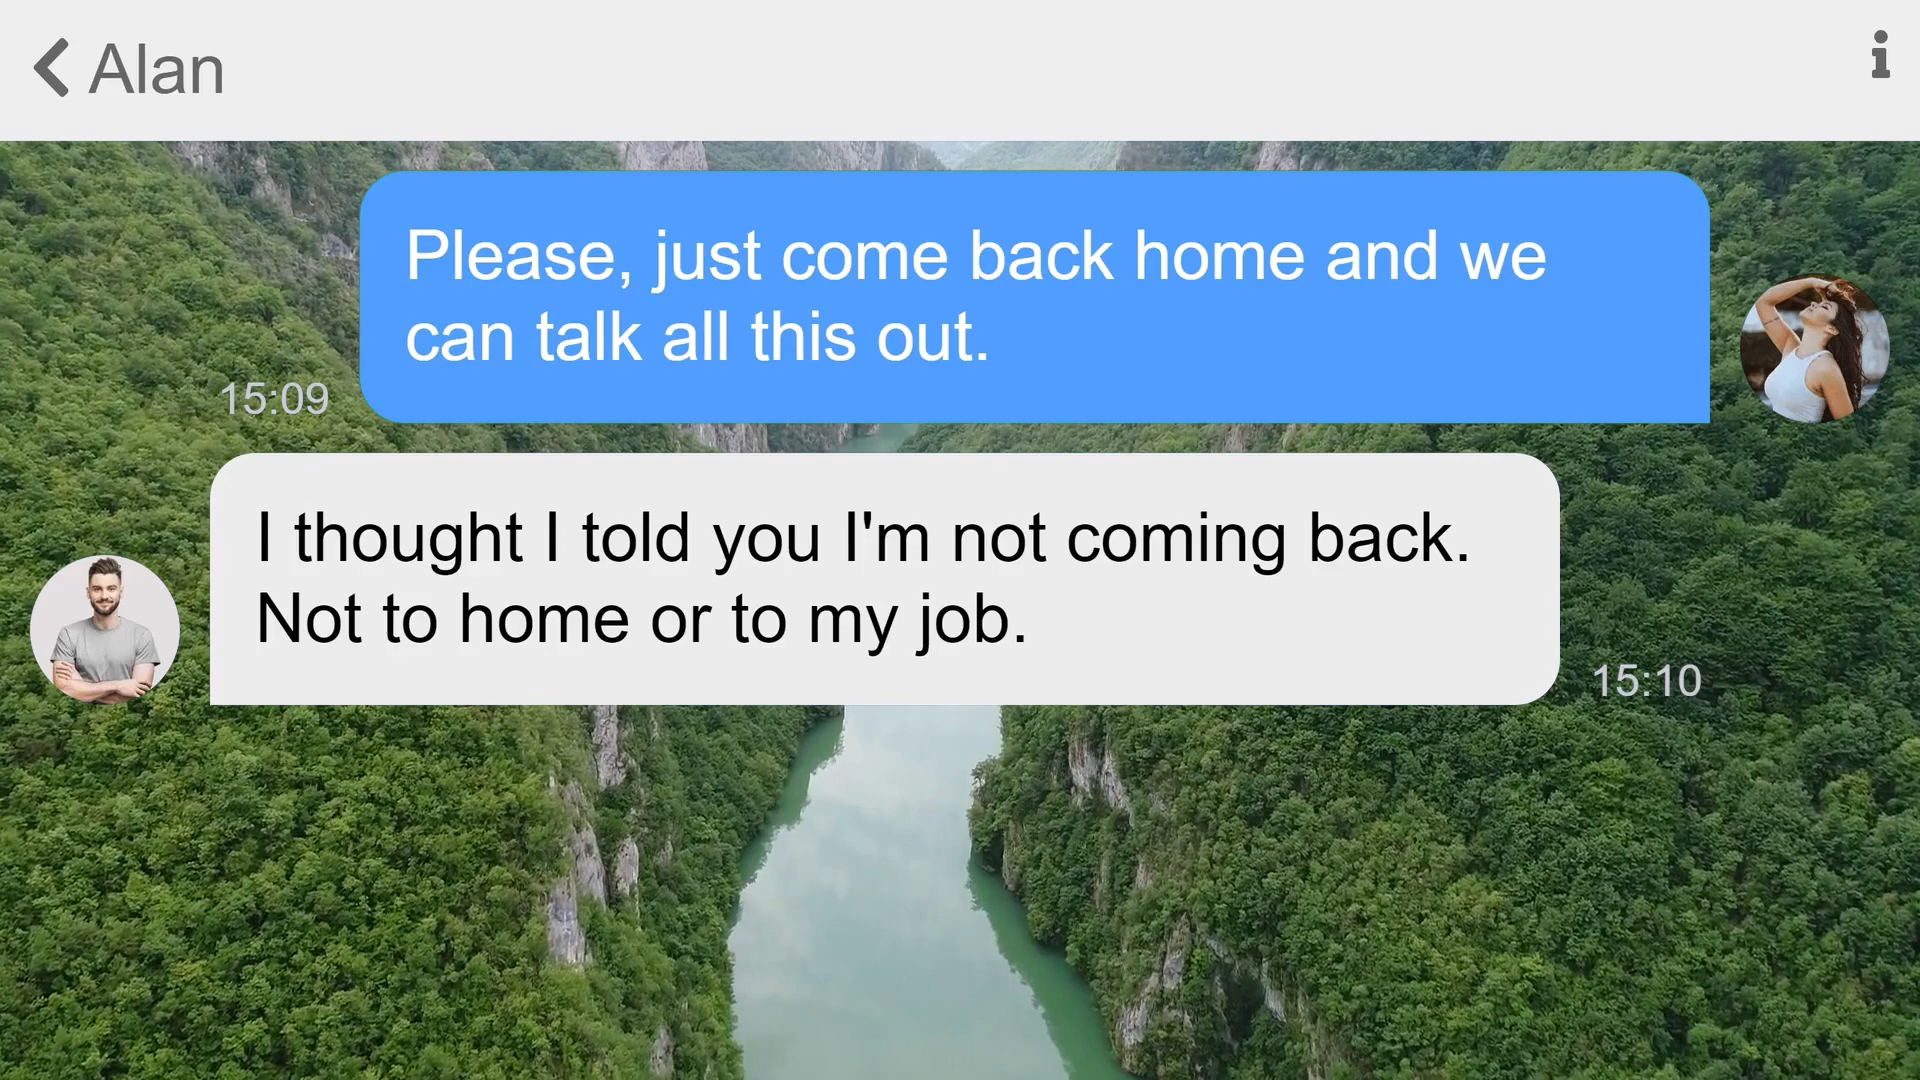 Alan
Please, just come back home and we
can talk all this out.
15:09
I thought I told you I'm not coming back.
Not to home or to my job.
15:10